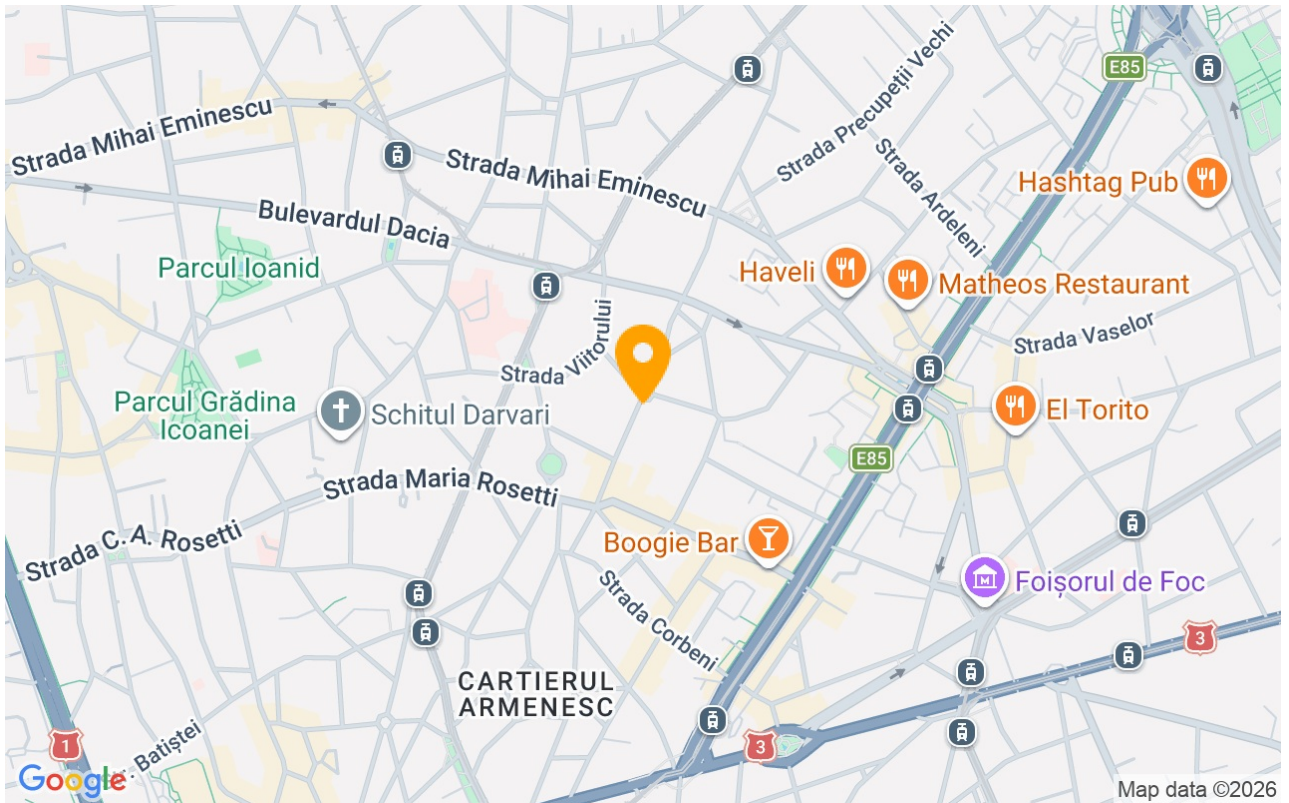 E85
Strada Precupeții Vechi
Strada Mihai Eminescu
Strada Mihai Eminescu
Strada Ardeleni
Hashtag Pub
Bulevardul Dacia
Parcul Ioanid
Haveli
Matheos Restaurant
Strada Viitorului
Strada Vaselor
Parcul Grădina
Icoanei
Schitul Darvari
El Torito
E85
Strada Maria Rosetti
Strada C. A. Rosetti
Boogie Bar
M
Foișorul de Foc
Strada Corbeni
3
CARTIERUL
ARMENESC
1
3
Batiștei
Google
Map data ©2026